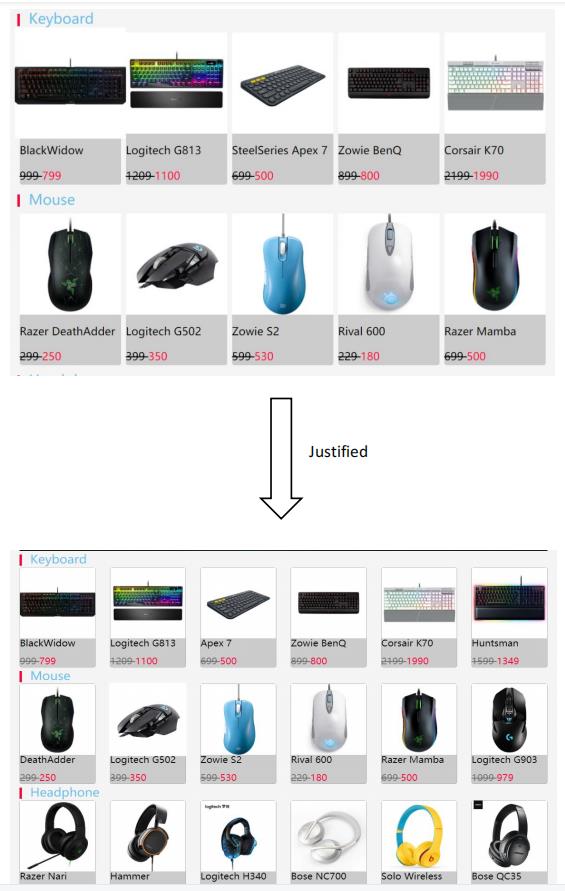 Keyboard
BlackWidow Logitech G813 SteelSeries Apex 7 Zowie BenQ Corsair K70
999-799 1209-1100 699-500 899-800 2199-1990
Mouse
Razer DeathAdder Logitech G502 Zowie S2 Rival 600 Razer Mamba
299-250 399-350 599-530 229-180 699-500
Justified
Keyboard
BlackWidow Logitech G813 Apex 7 Zowie BenQ Corsair K70 Huntsman
999-799 1209-1100 699-500 899-800 2199-1990 1599-1349
Mouse
DeathAdder Logitech G502 Zowie S2 Rival 600 Razer Mamba Logitech G903
299-250 399-350 599-530 229-180 699-500 1099-979
Headphone
logitech
Razer Nari Hammer Logitech H340 Bose NC700 Solo Wireless Bose QC35